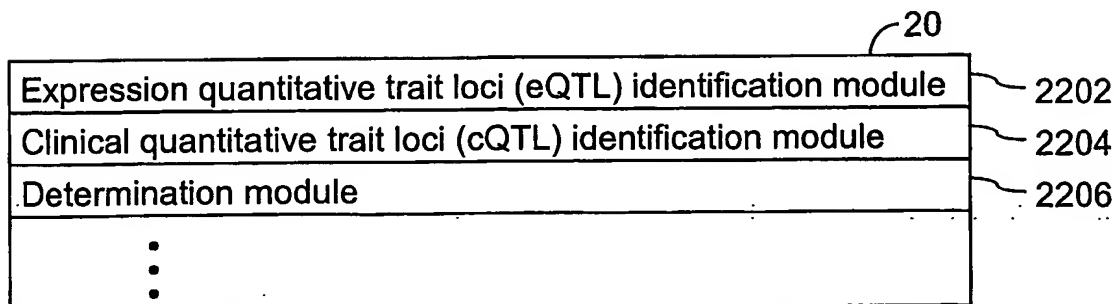 20
Expression quantitative trait loci (eQTL) identification module 2202
Clinical quantitative trait loci (cQTL) identification module 2204
Determination module 2206